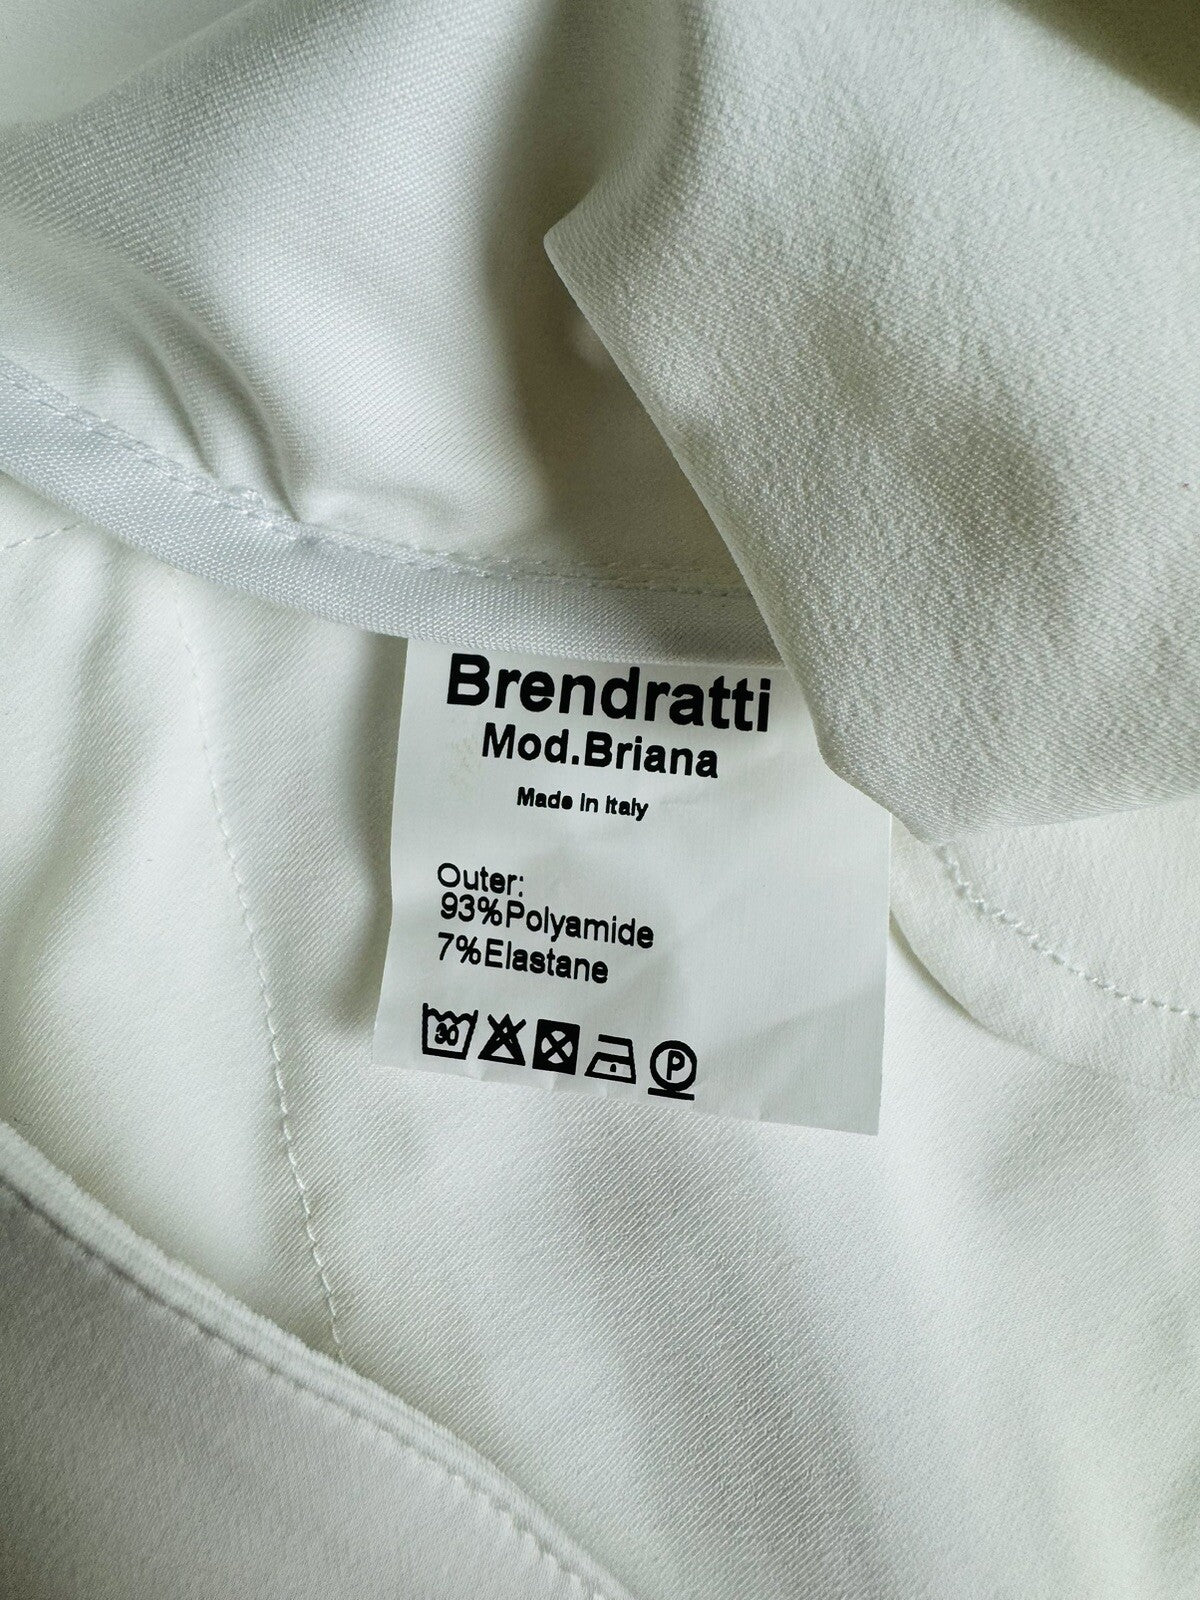 Brendratti
Mod.Briana
Made In Italy
Outer:
93%Polyamide
7%Elastane
30
P